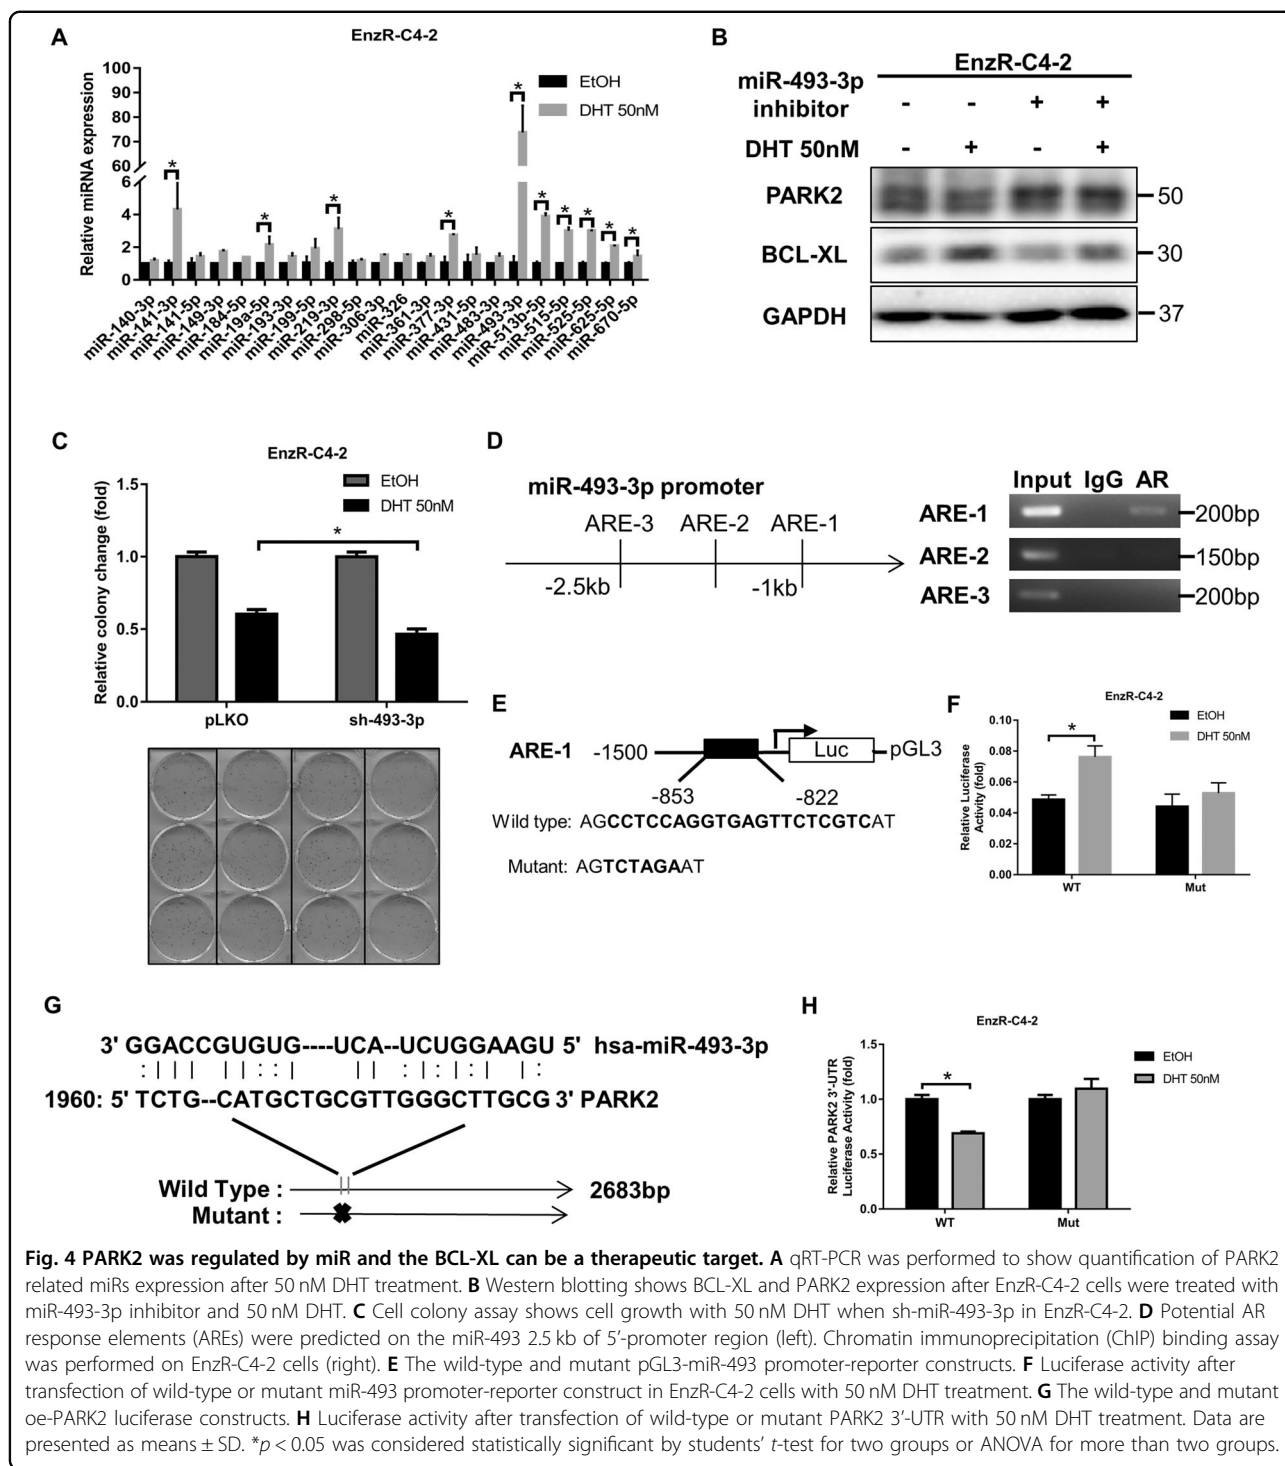 A
EnzR-C4-2
Relative miRNA expression
100
90
80
70
60
6
4
2
0
EtOH
DHT 50nM
* * * * * * * * * *
miR-140-3p
miR-141-3p
miR-141-5p
miR-149-3p
miR-184-5p
miR-19a-5p
miR-193-3p
miR-199-5p
miR-219-3p
miR-298-5p
miR-306-3p
miR-326
miR-361-3p
miR-377-3p
miR-431-5p
miR-483-3p
miR-493-3p
miR-513b-5p
miR-515-5p
miR-525-5p
miR-625-5p
miR-670-5p
B
EnzR-C4-2
miR-493-3p inhibitor - - + +
DHT 50nM - + - +
PARK2 50
BCL-XL 30
GAPDH 37
C
EnzR-C4-2
Relative colony change (fold)
1.5
1.0
0.5
0.0
EtOH
DHT 50nM
*
pLKO sh-493-3p
D
miR-493-3p promoter
ARE-3 ARE-2 ARE-1
-2.5kb -1kb
Input IgG AR
ARE-1 200bp
ARE-2 150bp
ARE-3 200bp
E
ARE-1 -1500 Luc pGL3
-853 -822
Wild type: AGCCTCCAGGTGAGTTCTCGTCAT
Mutant: AGTCTAGAAT
F
EnzR-C4-2
EtOH
DHT 50nM
Relative Luciferase Activity (fold)
0.10
0.08
0.06
0.04
0.02
0.00
*
WT Mut
G
3' GGACCGUGUG----UCA--UCUGGAAGU 5' hsa-miR-493-3p
1960: 5' TCTG--CATGCTGCGTTGGGCTTGCG 3' PARK2
Wild Type : 2683bp
Mutant :
H
EnzR-C4-2
Relative PARK2 3'-UTR Luciferase Activity (fold)
1.5
1.0
0.5
0.0
EtOH
DHT 50nM
*
WT Mut
Fig. 4 PARK2 was regulated by miR and the BCL-XL can be a therapeutic target. A qRT-PCR was performed to show quantification of PARK2
related miRs expression after 50 nM DHT treatment. B Western blotting shows BCL-XL and PARK2 expression after EnzR-C4-2 cells were treated with
miR-493-3p inhibitor and 50 nM DHT. C Cell colony assay shows cell growth with 50 nM DHT when sh-miR-493-3p in EnzR-C4-2. D Potential AR
response elements (AREs) were predicted on the miR-493 2.5 kb of 5'-promoter region (left). Chromatin immunoprecipitation (ChIP) binding assay
was performed on EnzR-C4-2 cells (right). E The wild-type and mutant pGL3-miR-493 promoter-reporter constructs. F Luciferase activity after
transfection of wild-type or mutant miR-493 promoter-reporter construct in EnzR-C4-2 cells with 50 nM DHT treatment. G The wild-type and mutant
oe-PARK2 luciferase constructs. H Luciferase activity after transfection of wild-type or mutant PARK2 3'-UTR with 50 nM DHT treatment. Data are
presented as means ± SD. *p < 0.05 was considered statistically significant by students' t-test for two groups or ANOVA for more than two groups.